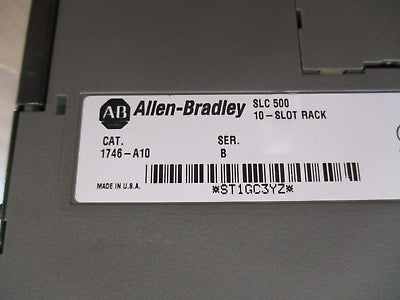 AB Allen-Bradley SLC 500
10-SLOT RACK
CAT. SER.
1746-A10 B
MADE IN U.S.A.
*ST1GC3YZ*